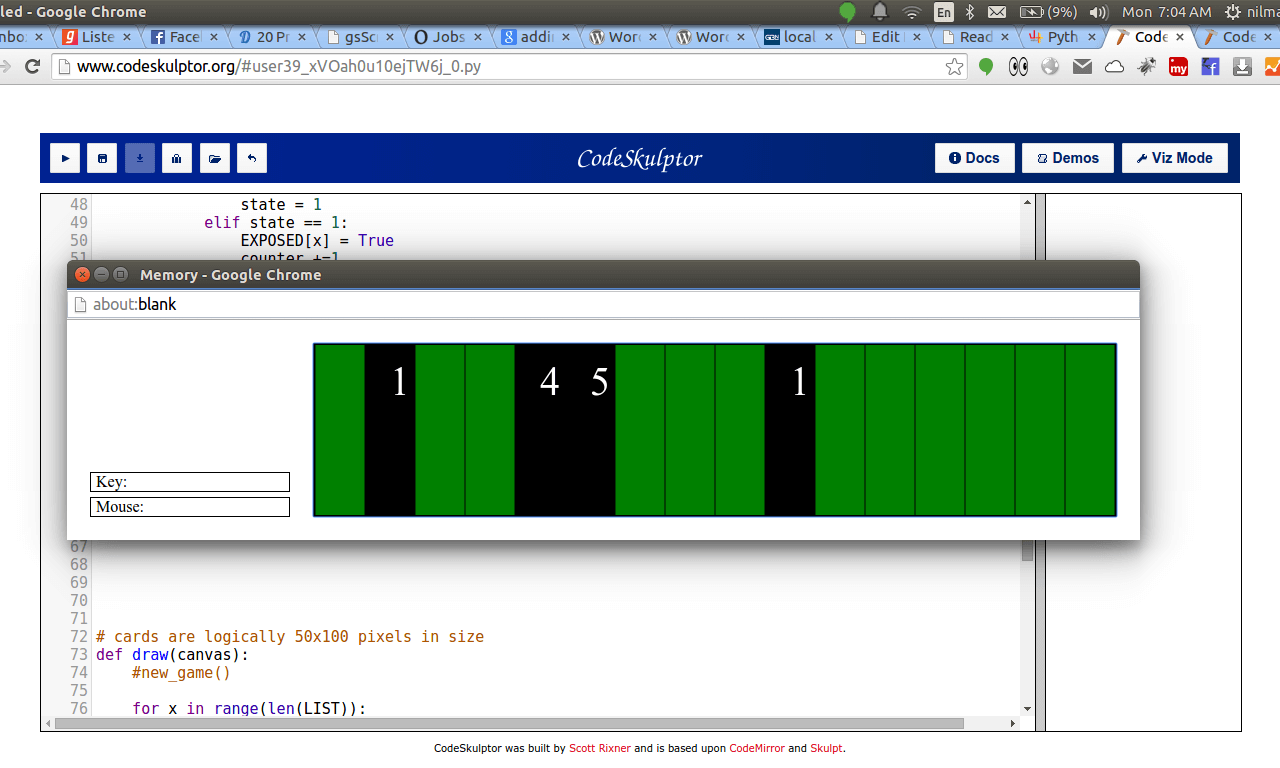 led - Google Chrome En (9%) Mon 7:04 AM nilma
nbo× Liste× Facel× 20 Pr× gsSc× Jobs× addi× Word× Word× local× Edit× Read× Pyth× Code× Code×
www.codeskulptor.org/#user39_xVOah0u10ejTW6j_0.py my
CodeSkulptor Docs Demos Viz Mode
48 state = 1
49 elif state == 1:
50 EXPOSED[x] = True
51 counter +=1
Memory - Google Chrome
about:blank
1 4 5 1
Key:
Mouse:
67
68
69
70
71
72 # cards are logically 50x100 pixels in size
73 def draw(canvas):
74 #new_game()
75
76 for x in range(len(LIST)):
CodeSkulptor was built by Scott Rixner and is based upon CodeMirror and Skulpt.